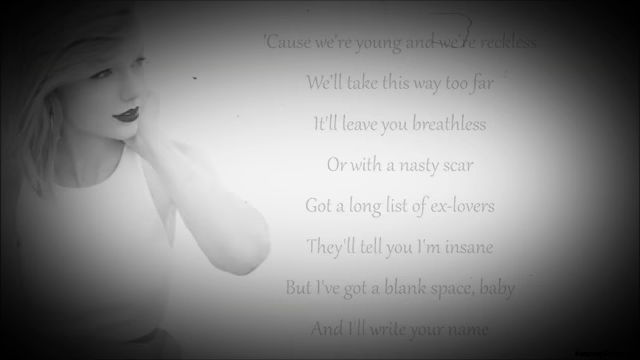 'Cause we're young and we're reckless
We'll take this way too far
It'll leave you breathless
Or with a nasty scar
Got a long list of ex-lovers
They'll tell you I'm insane
But I've got a blank space, baby
And I'll write your name